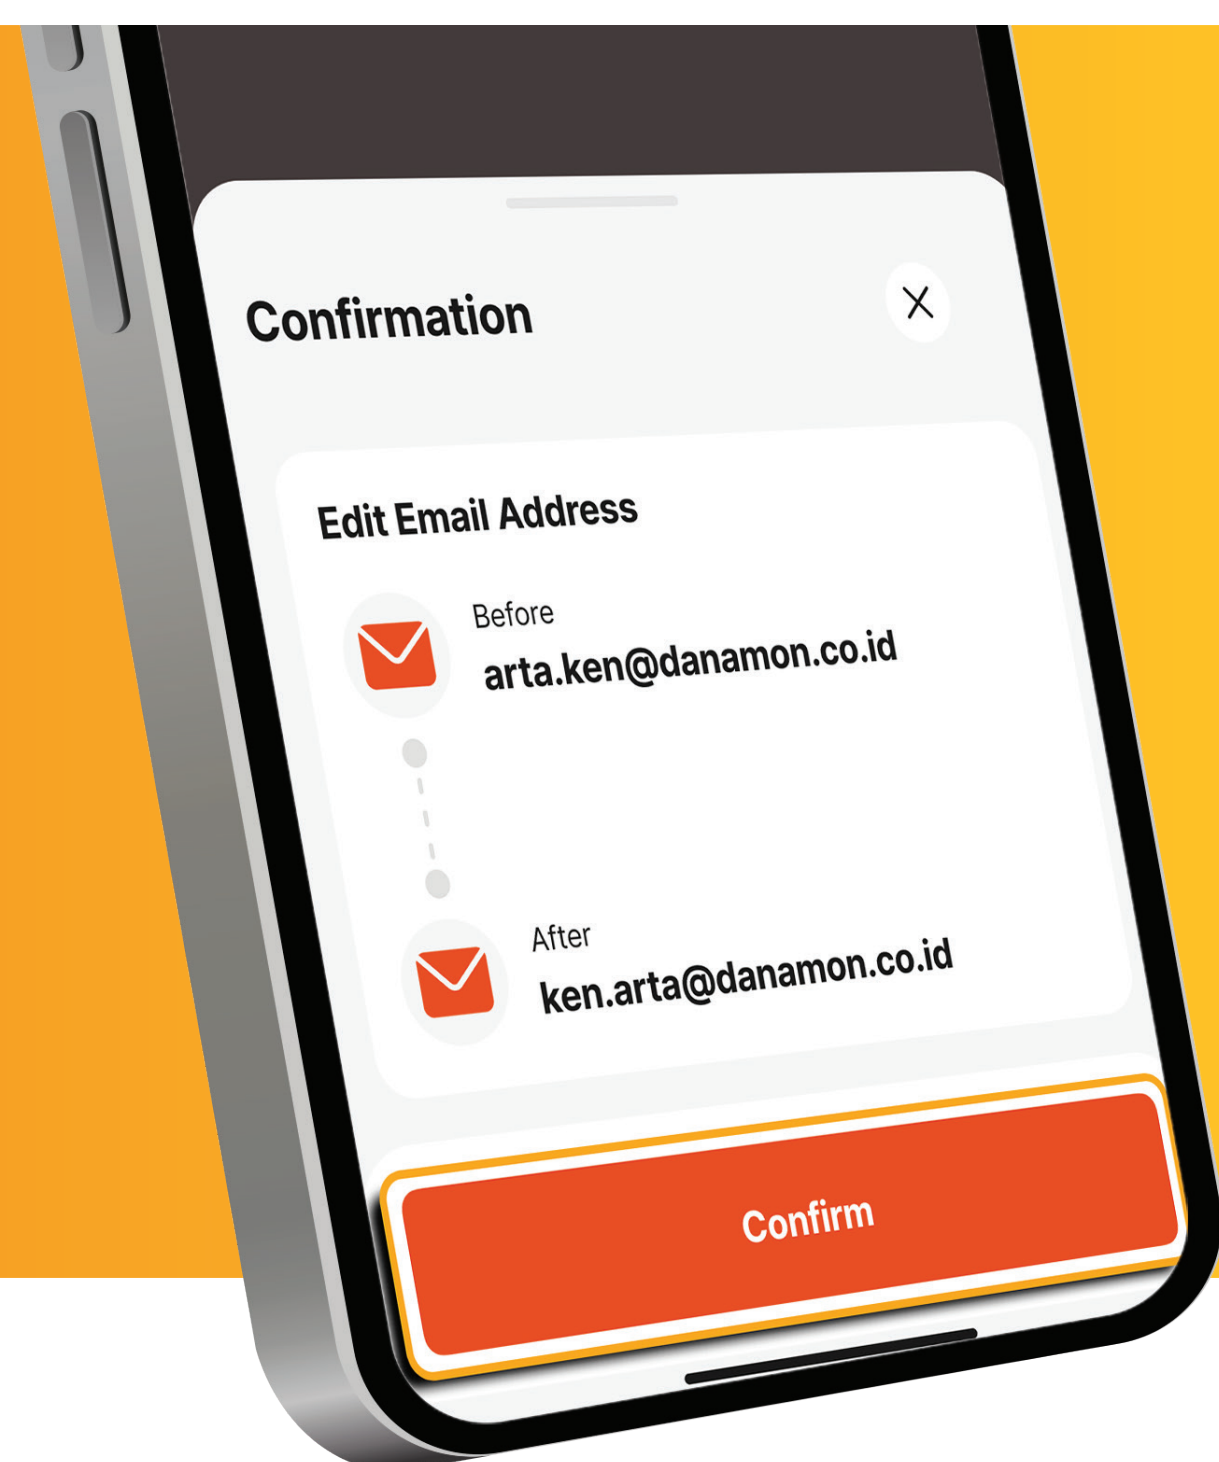 Confirmation
Edit Email Address
Before
arta.ken@danamon.co.id
After
ken.arta@danamon.co.id
Confirm